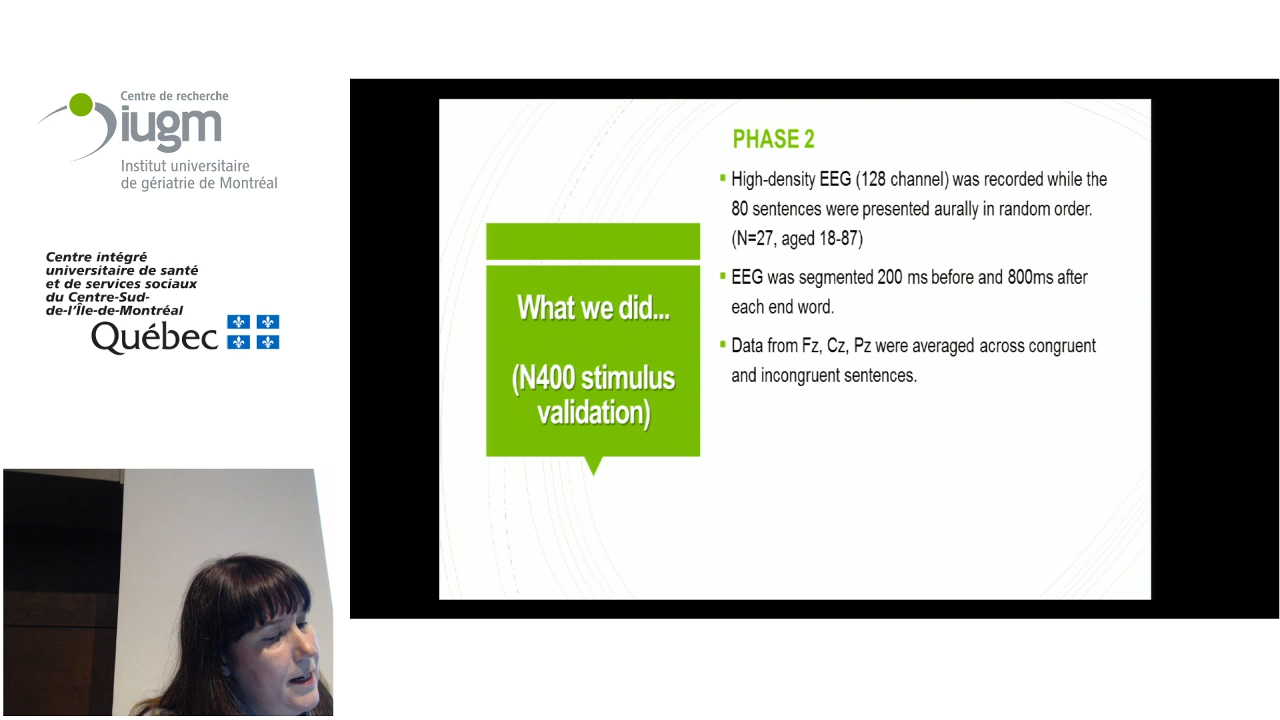 Centre de recherche
iugm
Institut universitaire
de gériatrie de Montréal
Centre intégré
universitaire de santé
et de services sociaux
du Centre-Sud-
de-l'Île-de-Montréal
Québec
What we did...
(N400 stimulus
validation)
PHASE 2
High-density EEG (128 channel) was recorded while the
80 sentences were presented aurally in random order.
(N=27, aged 18-87)
EEG was segmented 200 ms before and 800ms after
each end word.
Data from Fz, Cz, Pz were averaged across congruent
and incongruent sentences.